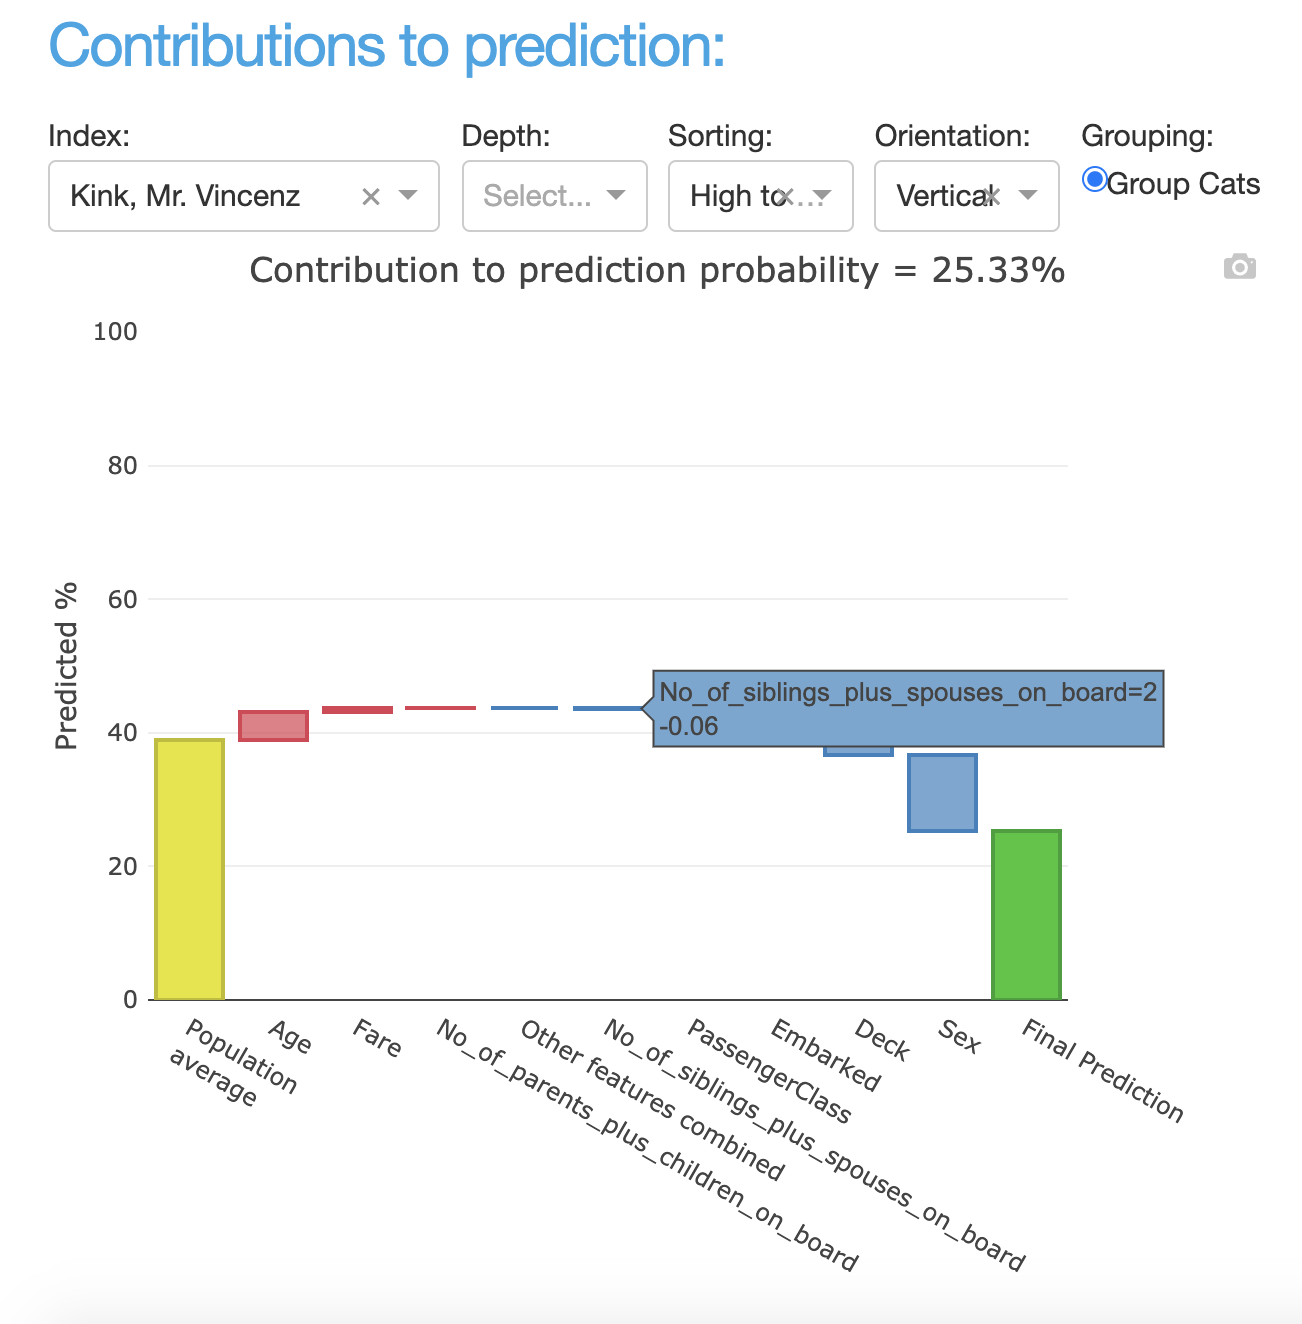 Contributions to prediction:
Index:
Depth:
Sorting:
Orientation:
Grouping:
Kink, Mr. Vincenz
Select...
High to...
Vertical
Group Cats
Contribution to prediction probability = 25.33%
100
80
60
40
20
0
Predicted %
No_of_siblings_plus_spouses_on_board=2
-0.06
Population
average
Age
Fare
No_of_parents_plus_children_on_board
Other features combined
No_of_siblings_plus_spouses_on_board
PassengerClass
Embarked
Deck
Sex
Final Prediction